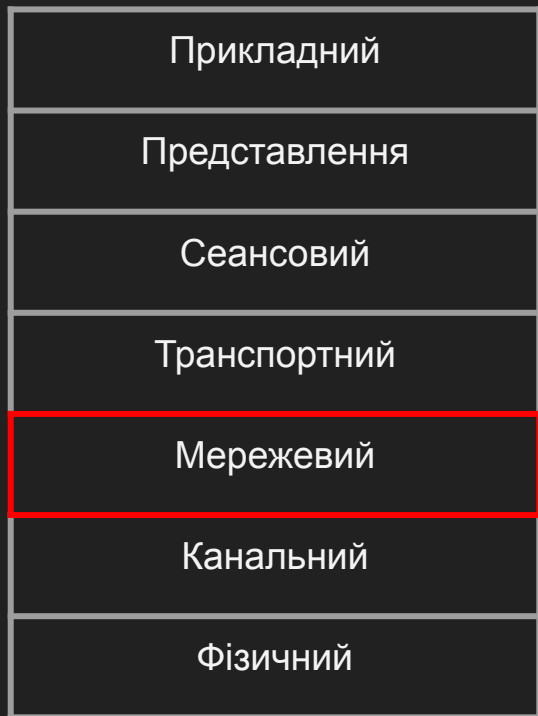 Прикладний
Представлення
Сеансовий
Транспортний
Мережевий
Канальний
Фізичний